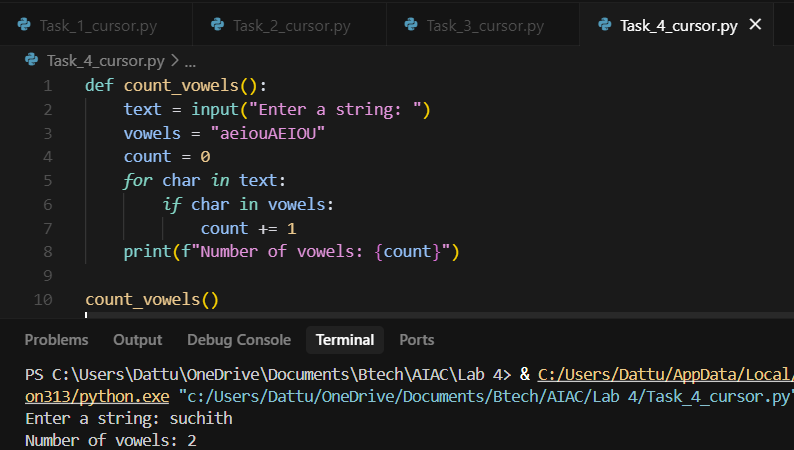 Task_1_cursor.py Task_2_cursor.py Task_3_cursor.py Task_4_cursor.py ✕
Task_4_cursor.py > ...
1 def count_vowels():
2     text = input("Enter a string: ")
3     vowels = "aeiouAEIOU"
4     count = 0
5     for char in text:
6         if char in vowels:
7             count += 1
8     print(f"Number of vowels: {count}")
9
10 count_vowels()
Problems Output Debug Console Terminal Ports
PS C:\Users\Dattu\OneDrive\Documents\Btech\AIAC\Lab 4> & C:/Users/Dattu/AppData/Local/
on313/python.exe "c:/Users/Dattu/OneDrive/Documents/Btech/AIAC/Lab 4/Task_4_cursor.py"
Enter a string: suchith
Number of vowels: 2